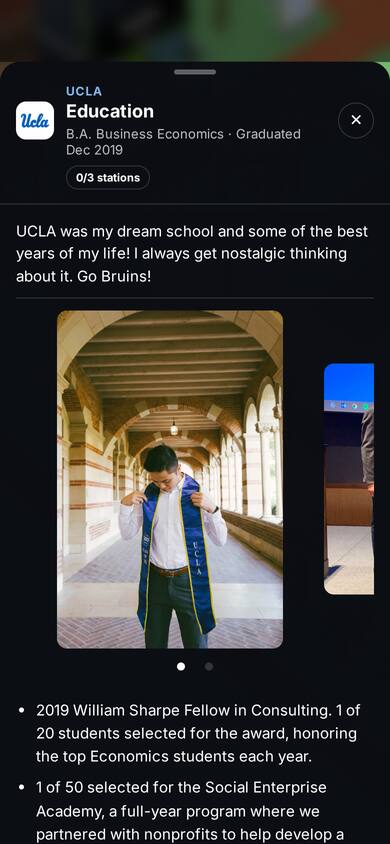 UCLA
Ucla
Education
B.A. Business Economics · Graduated
Dec 2019
0/3 stations
UCLA was my dream school and some of the best
years of my life! I always get nostalgic thinking
about it. Go Bruins!
UCLA
• 2019 William Sharpe Fellow in Consulting. 1 of
20 students selected for the award, honoring
the top Economics students each year.
• 1 of 50 selected for the Social Enterprise
Academy, a full-year program where we
partnered with nonprofits to help develop a